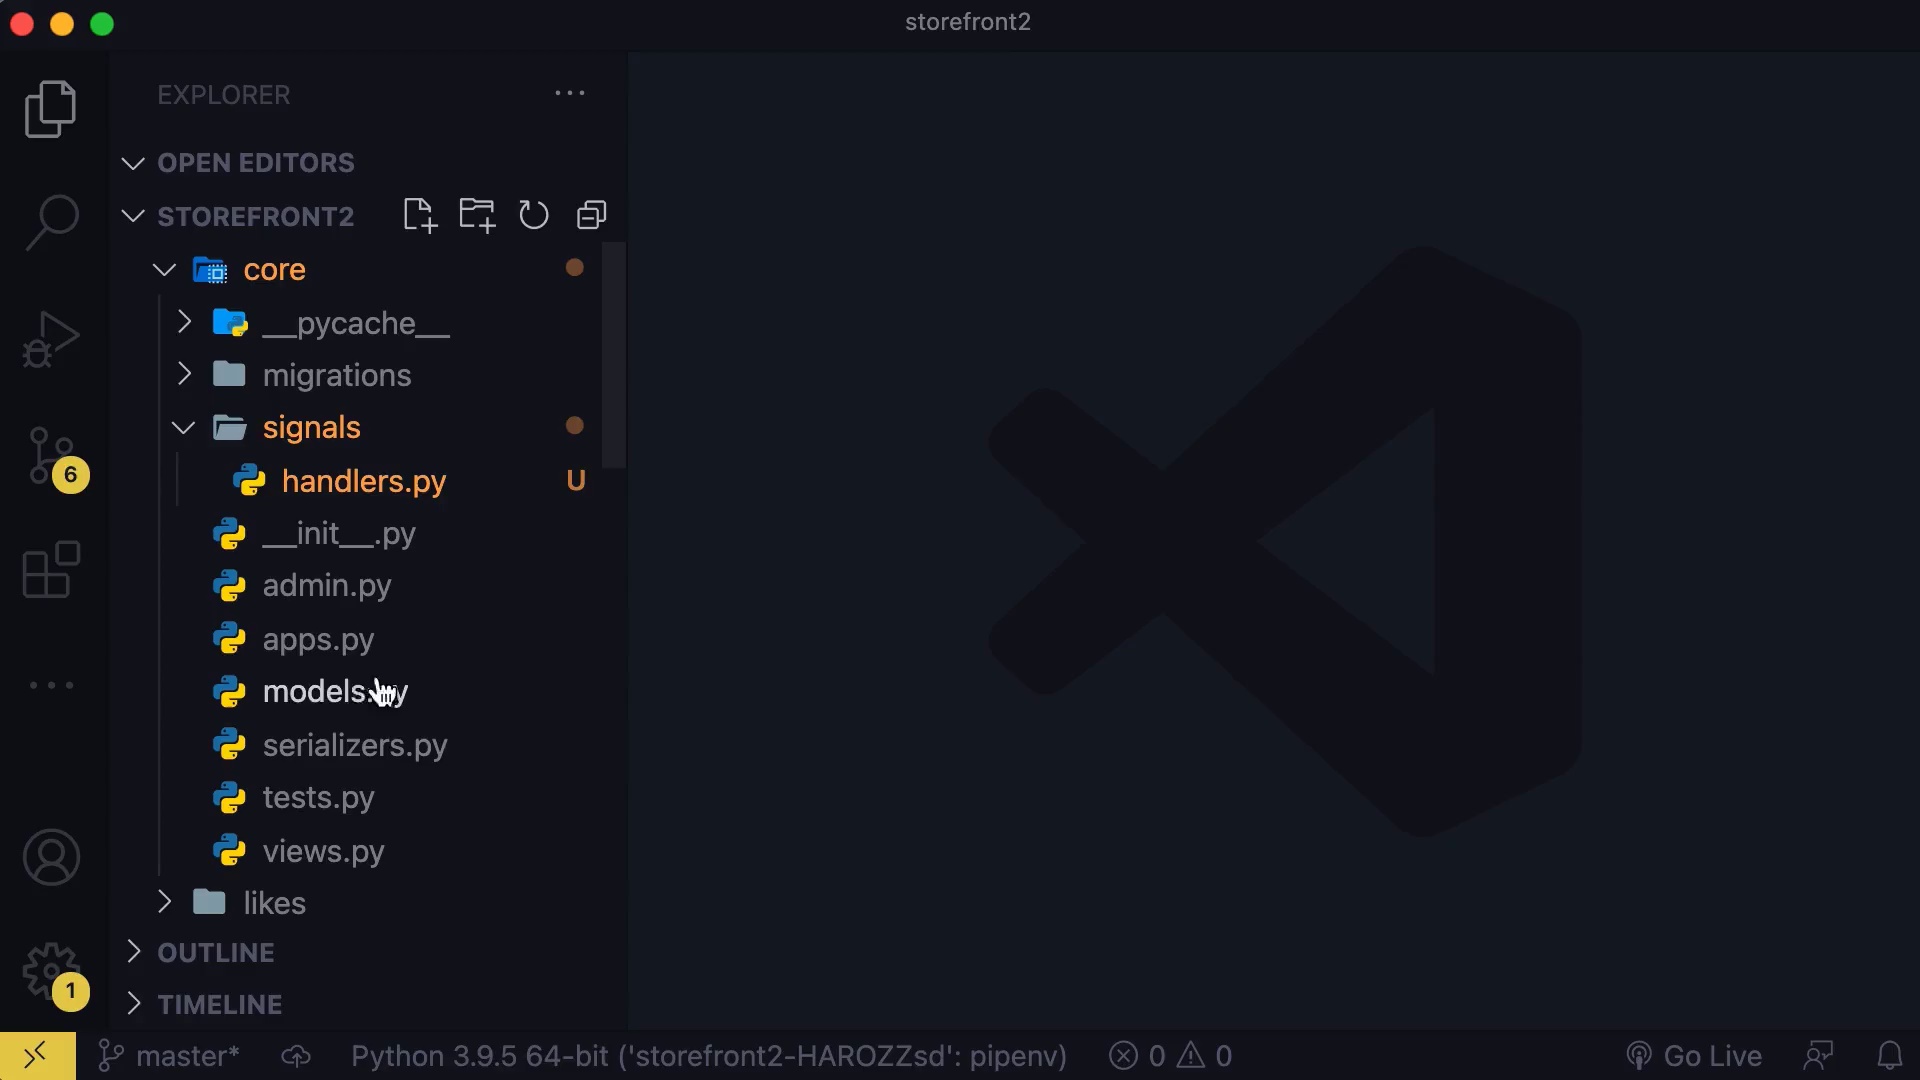 storefront2
EXPLORER
OPEN EDITORS
STOREFRONT2
core
__pycache__
migrations
signals
handlers.py U
__init__.py
admin.py
apps.py
models.py
serializers.py
tests.py
views.py
likes
OUTLINE
TIMELINE
6
1
master* Python 3.9.5 64-bit ('storefront2-HAROZZsd': pipenv) 0 0 Go Live